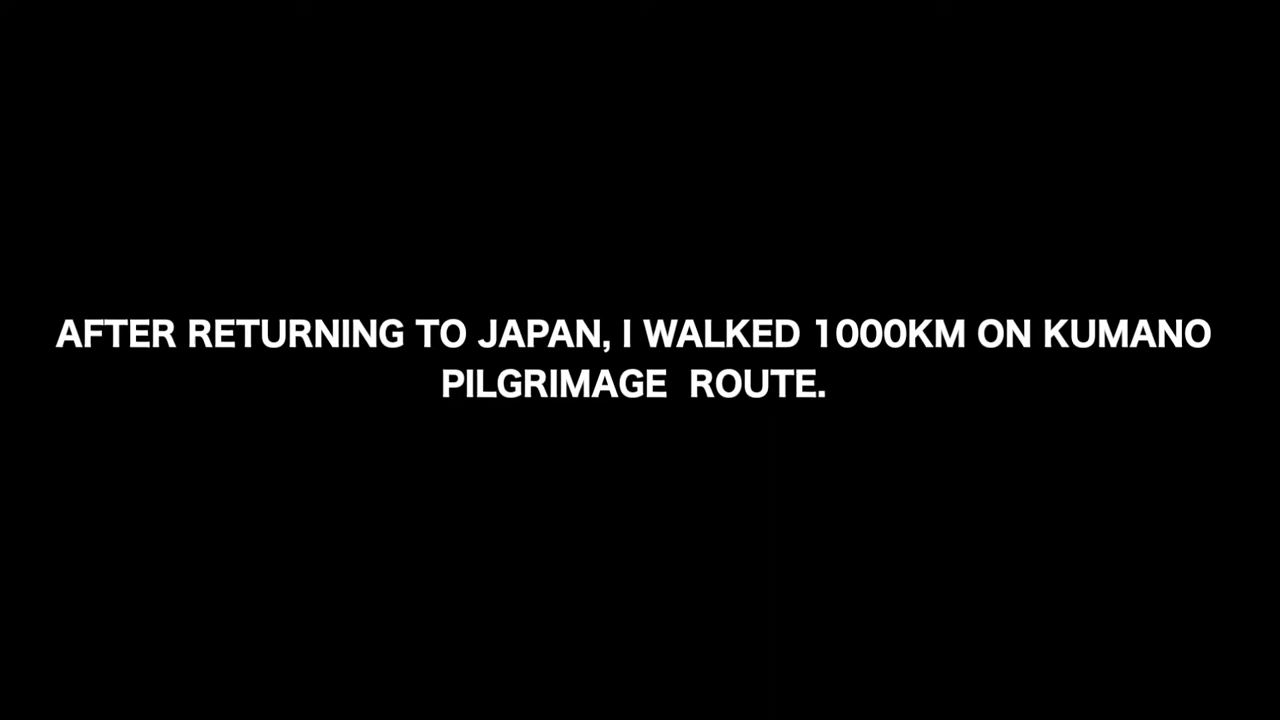 AFTER RETURNING TO JAPAN, I WALKED 1000KM ON KUMANO
PILGRIMAGE  ROUTE.